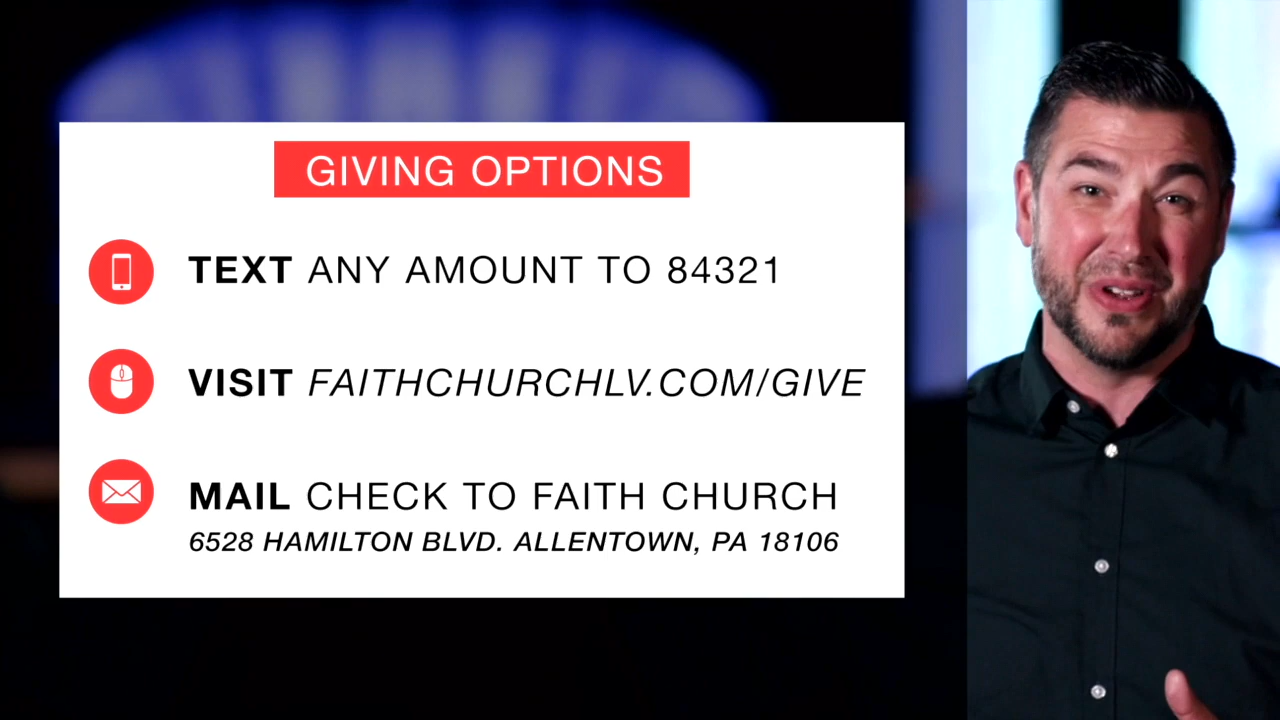 GIVING OPTIONS
TEXT ANY AMOUNT TO 84321
VISIT FAITHCHURCHLV.COM/GIVE
MAIL CHECK TO FAITH CHURCH
6528 HAMILTON BLVD. ALLENTOWN, PA 18106